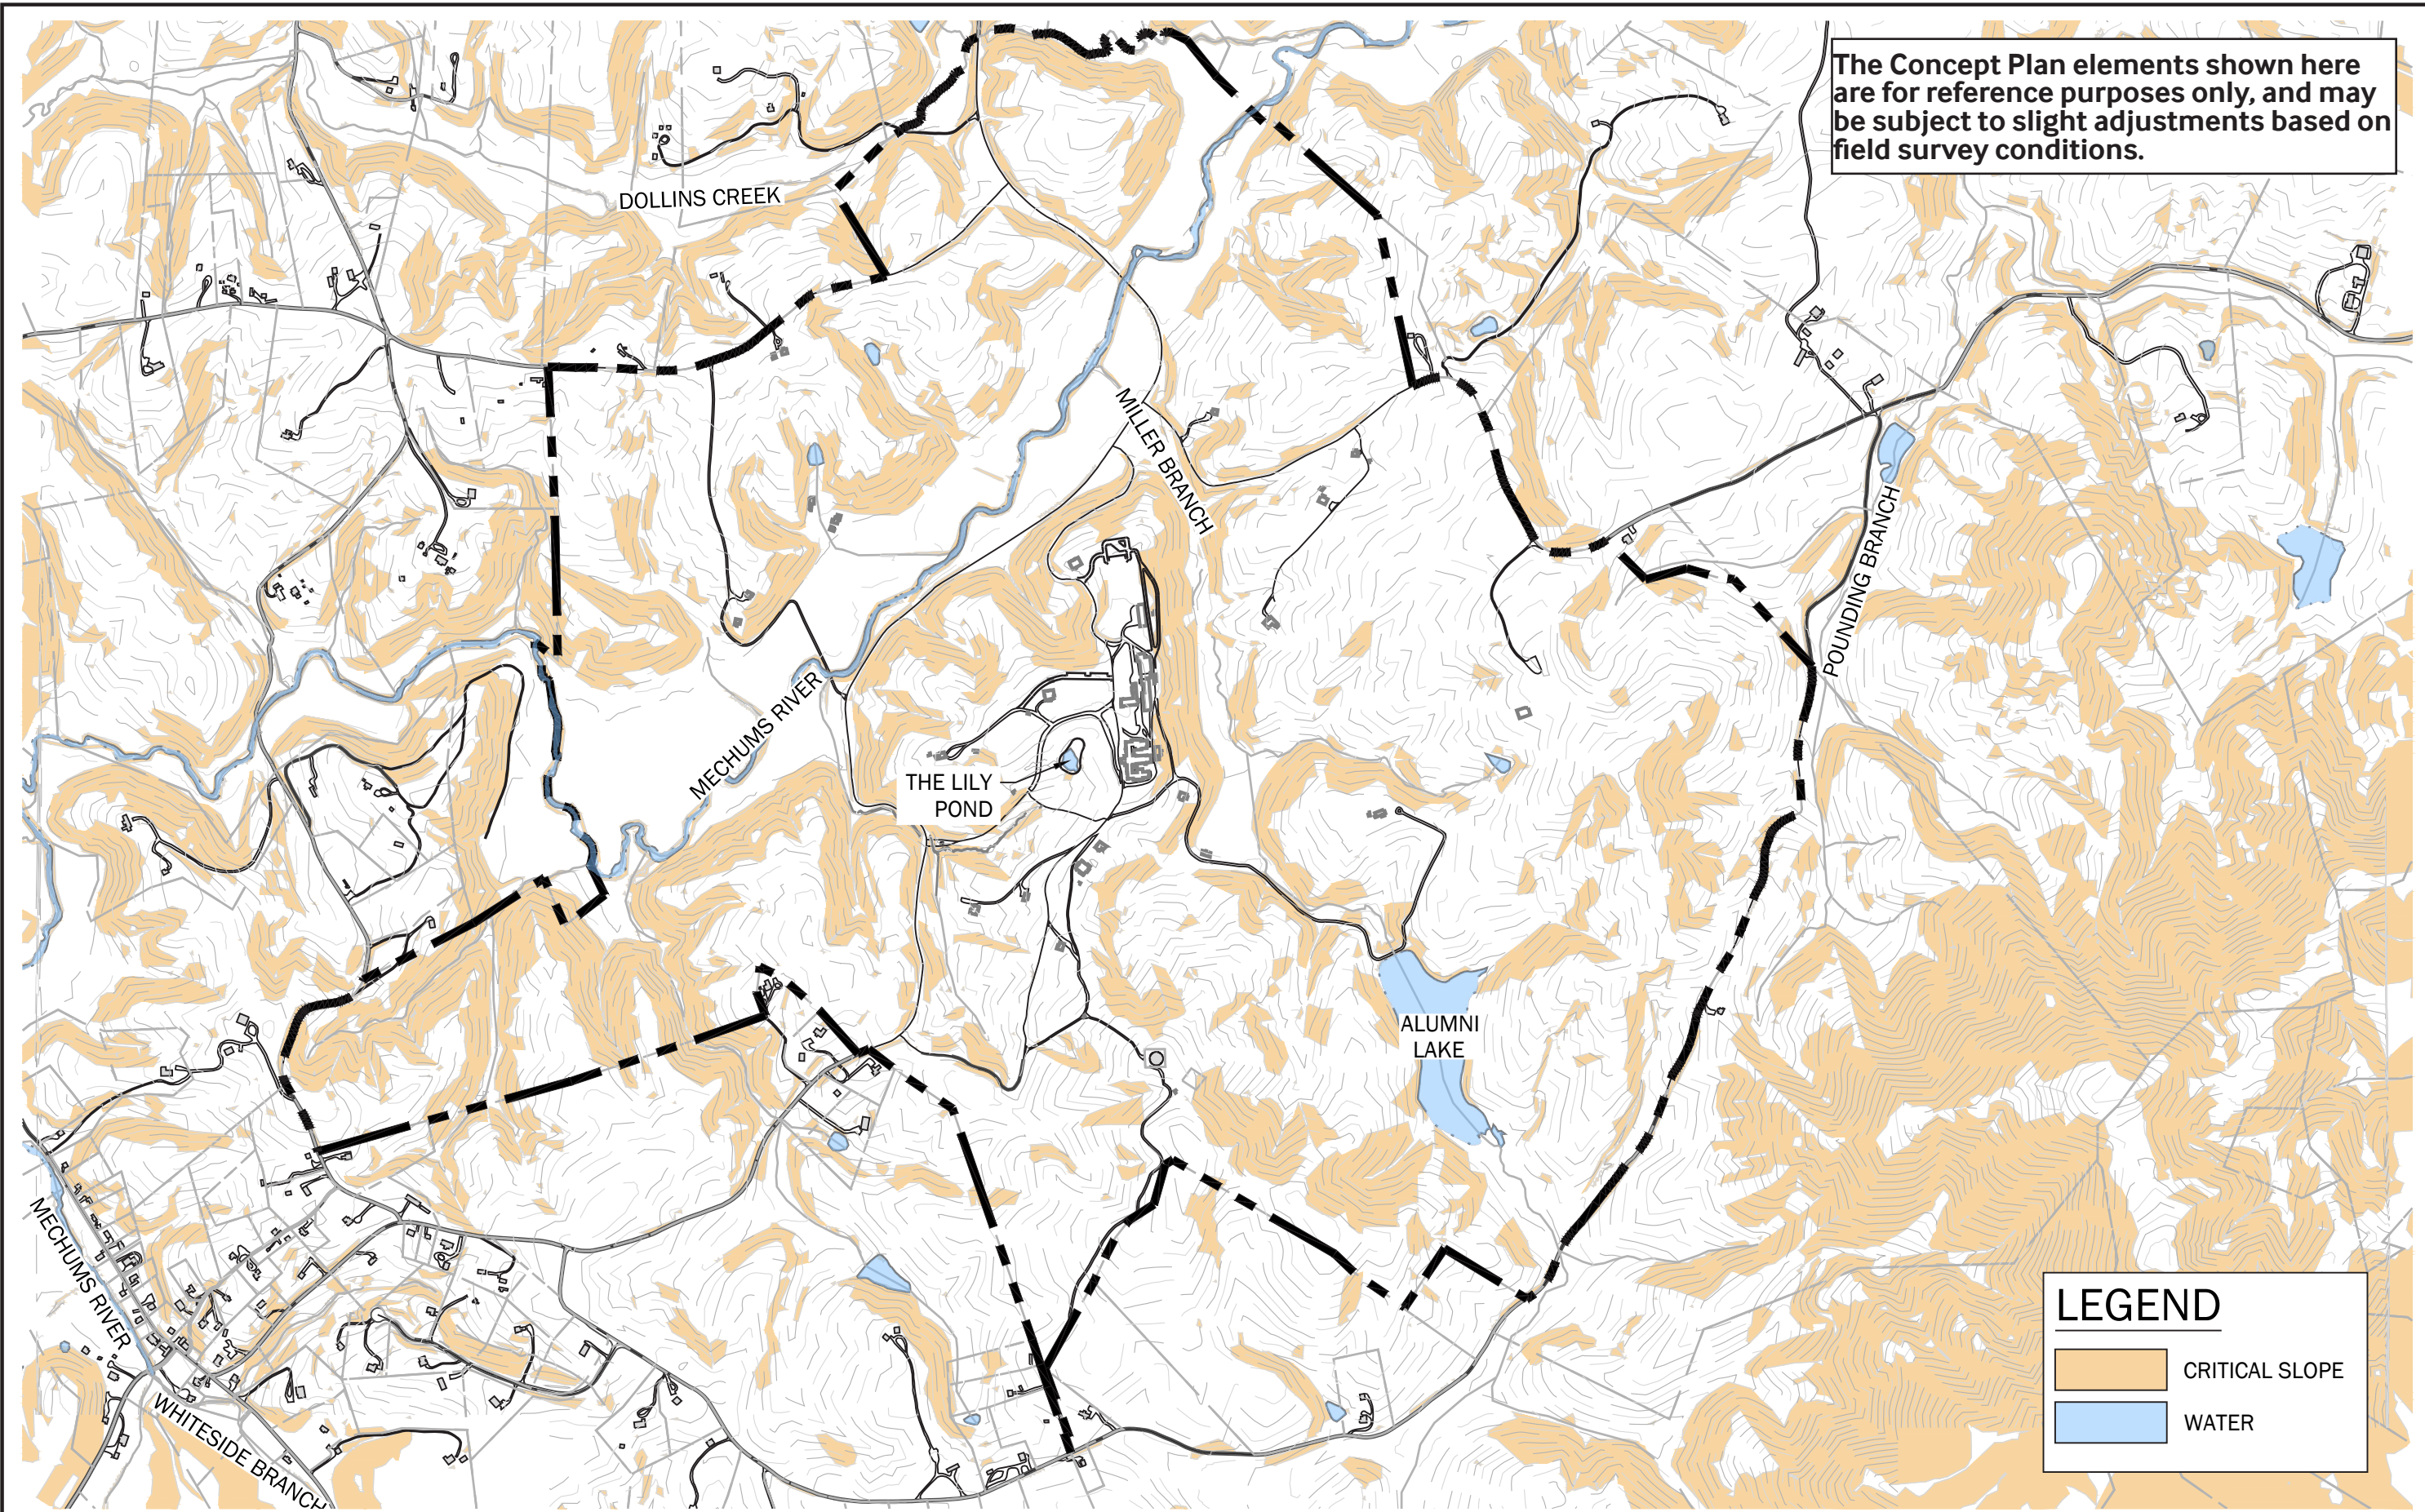 The Concept Plan elements shown here
are for reference purposes only, and may
be subject to slight adjustments based on
field survey conditions.
DOLLINS CREEK
MILLER BRANCH
POUNDING BRANCH
MECHUMS RIVER
THE LILY
POND
ALUMNI
LAKE
MECHUMS RIVER
WHITESIDE BRANCH
LEGEND
CRITICAL SLOPE
WATER